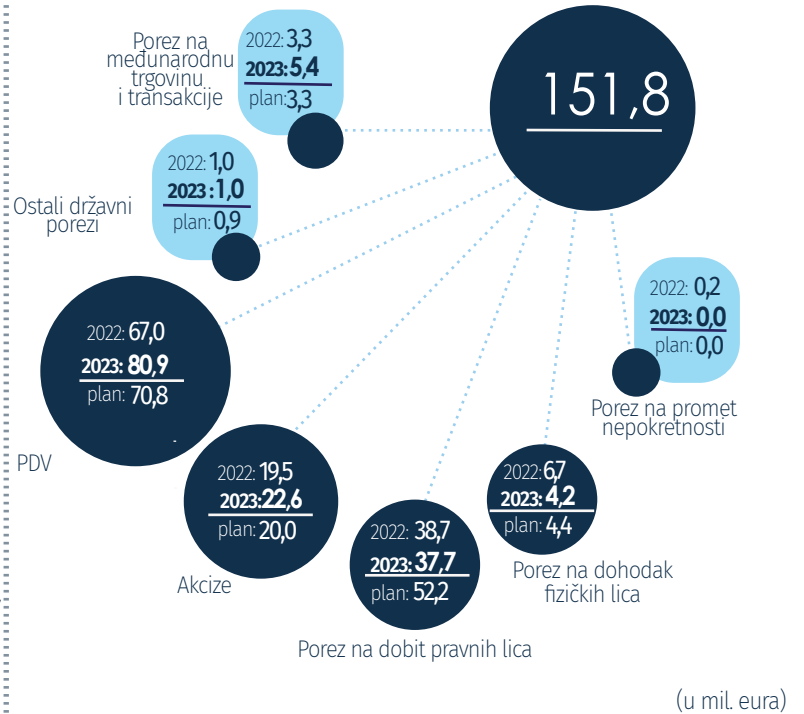 151,8
Porez na
međunarodnu
trgovinu
i transakcije
2022: 3,3
2023: 5,4
plan: 3,3
Ostali državni
porezi
2022: 1,0
2023 : 1,0
plan: 0,9
2022: 67,0
2023: 80,9
plan: 70,8
PDV
2022: 19,5
2023: 22,6
plan: 20,0
Akcize
2022: 38,7
2023: 37,7
plan: 52,2
Porez na dobit pravnih lica
2022: 6,7
2023: 4,2
plan: 4,4
Porez na dohodak
fizičkih lica
2022: 0,2
2023: 0,0
plan: 0,0
Porez na promet
nepokretnosti
(u mil. eura)